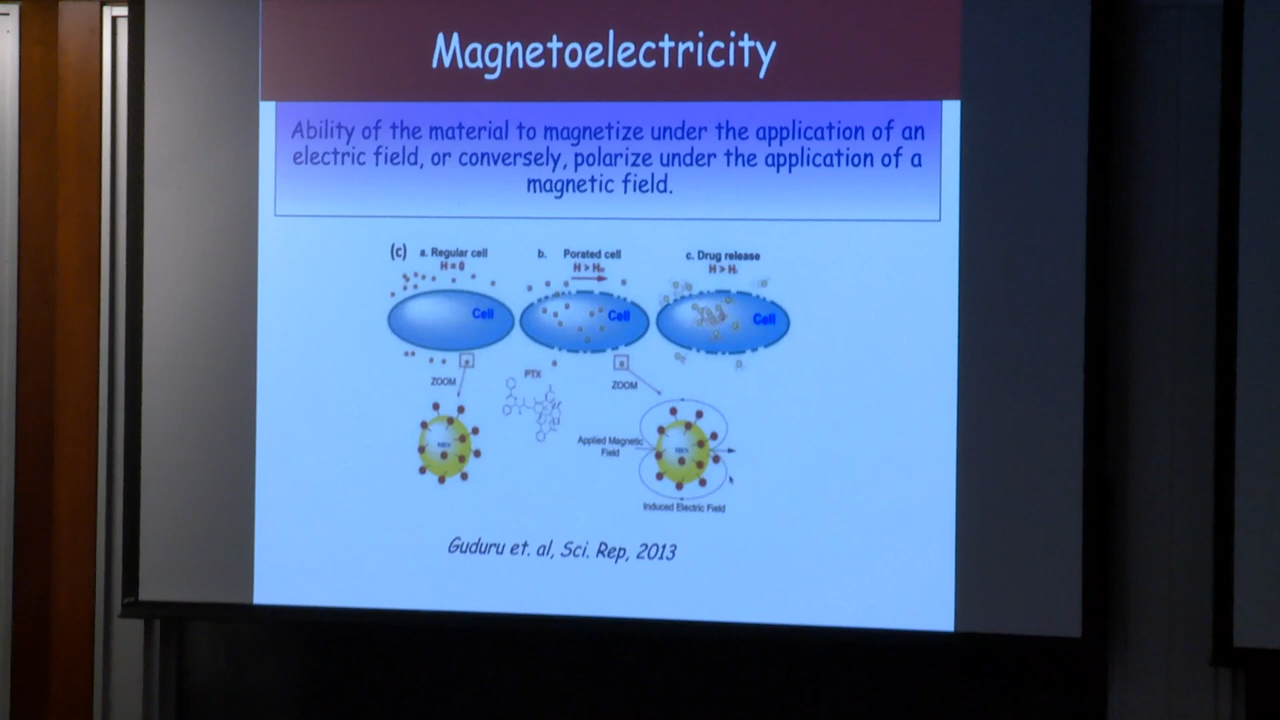 Magnetoelectricity
Ability of the material to magnetize under the application of an
electric field, or conversely, polarize under the application of a
magnetic field.
(c) a. Regular cell
H = 0
b. Porated cell
c. Drug release
Cell
Cell
Cell
ZOOM
PTX
ZOOM
Applied Magnetic
Field
Induced Electric Field
Guduru et. al, Sci. Rep, 2013